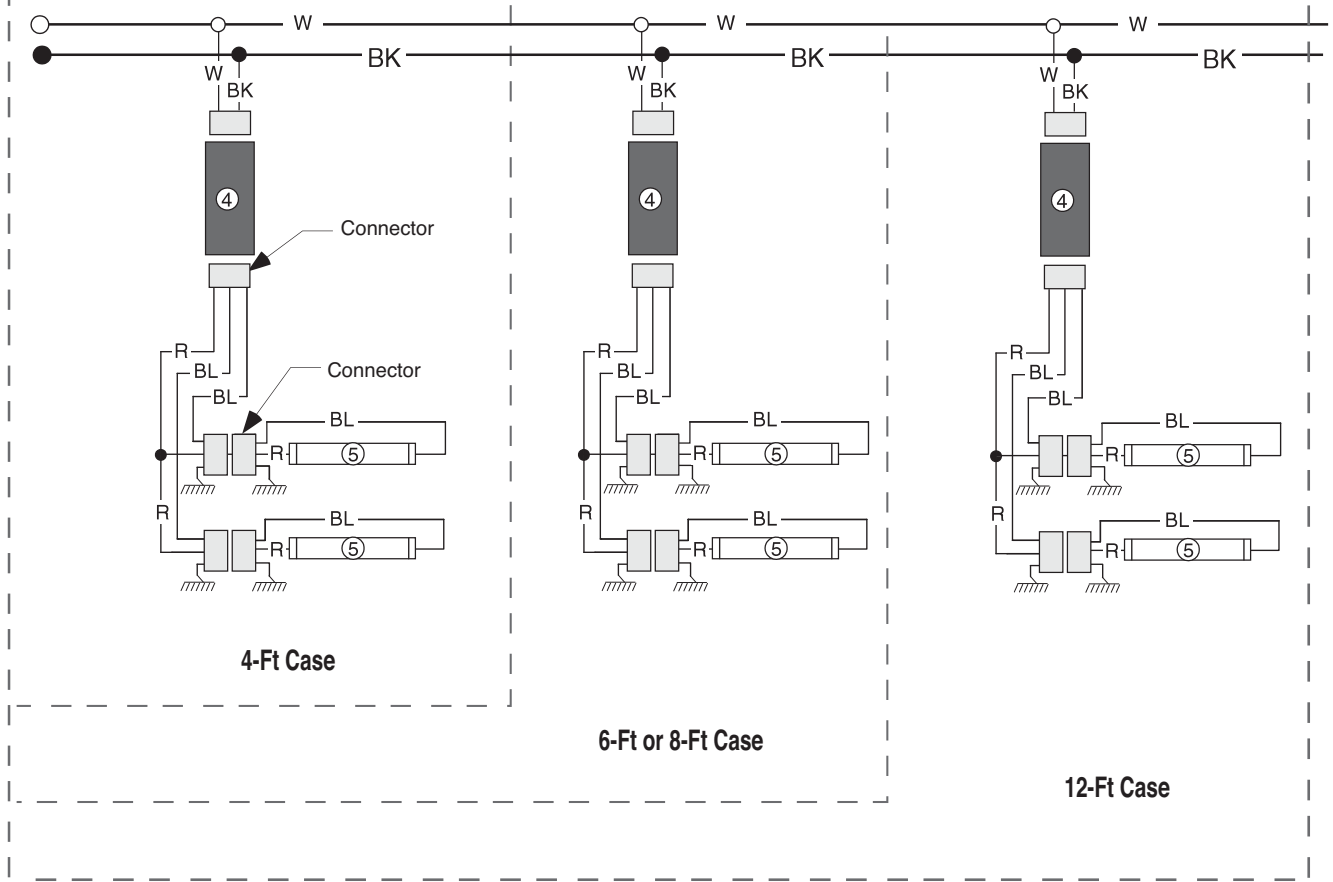 W W W
BK BK BK
W W W
BK BK BK
4 4 4
Connector
R R R
BL BL BL
Connector
BL BL BL
BL BL BL
R 5 R 5 R 5
R R R
BL BL BL
R 5 R 5 R 5
4-Ft Case
6-Ft or 8-Ft Case
12-Ft Case